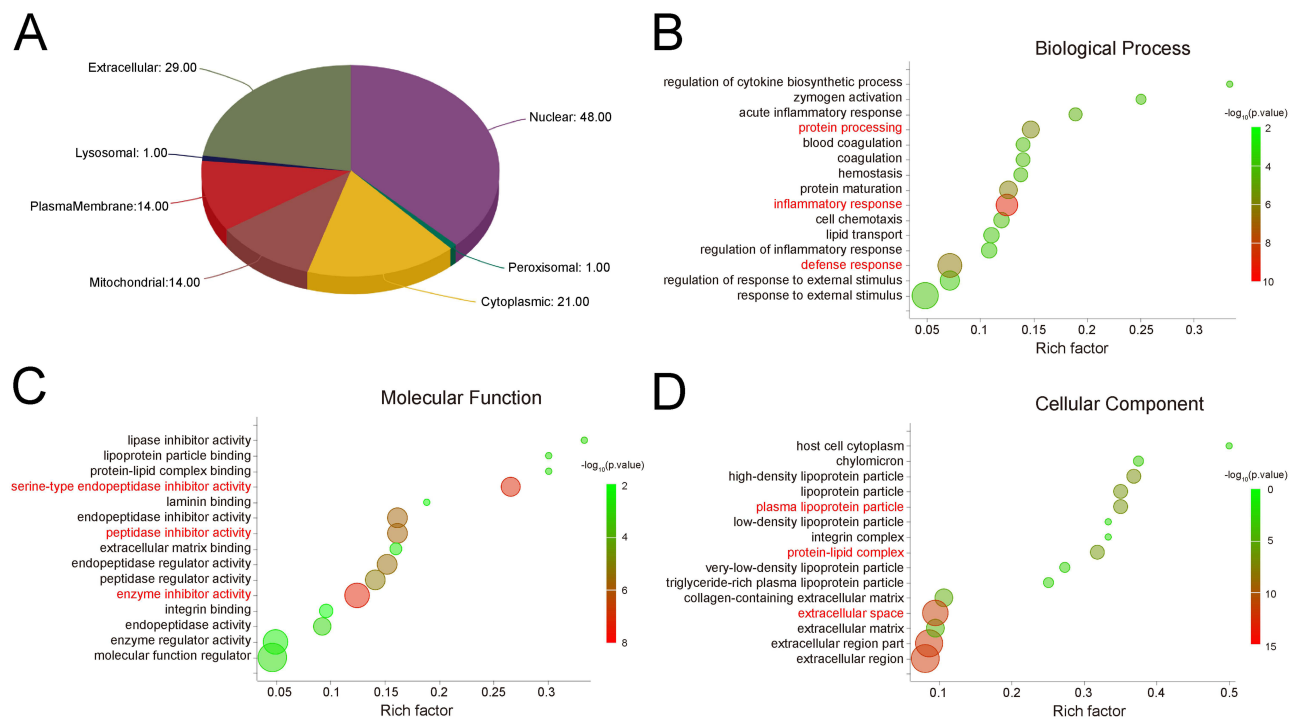 A
Extracellular: 29.00
Nuclear: 48.00
Lysosomal: 1.00
PlasmaMembrane:14.00
Mitochondrial:14.00
Peroxisomal: 1.00
Cytoplasmic: 21.00
B
Biological Process
regulation of cytokine biosynthetic process
zymogen activation
acute inflammatory response
protein processing
blood coagulation
coagulation
hemostasis
protein maturation
inflammatory response
cell chemotaxis
lipid transport
regulation of inflammatory response
defense response
regulation of response to external stimulus
response to external stimulus
0.05 0.1 0.15 0.2 0.25 0.3
Rich factor
-log10(p.value)
2
4
6
8
10
C
Molecular Function
lipase inhibitor activity
lipoprotein particle binding
protein-lipid complex binding
serine-type endopeptidase inhibitor activity
laminin binding
endopeptidase inhibitor activity
peptidase inhibitor activity
extracellular matrix binding
endopeptidase regulator activity
peptidase regulator activity
enzyme inhibitor activity
integrin binding
endopeptidase activity
enzyme regulator activity
molecular function regulator
0.05 0.1 0.15 0.2 0.25 0.3
Rich factor
-log10(p.value)
2
4
6
8
D
Cellular Component
host cell cytoplasm
chylomicron
high-density lipoprotein particle
lipoprotein particle
plasma lipoprotein particle
low-density lipoprotein particle
integrin complex
protein-lipid complex
very-low-density lipoprotein particle
triglyceride-rich plasma lipoprotein particle
collagen-containing extracellular matrix
extracellular space
extracellular matrix
extracellular region part
extracellular region
0.1 0.2 0.3 0.4 0.5
Rich factor
-log10(p.value)
0
5
10
15